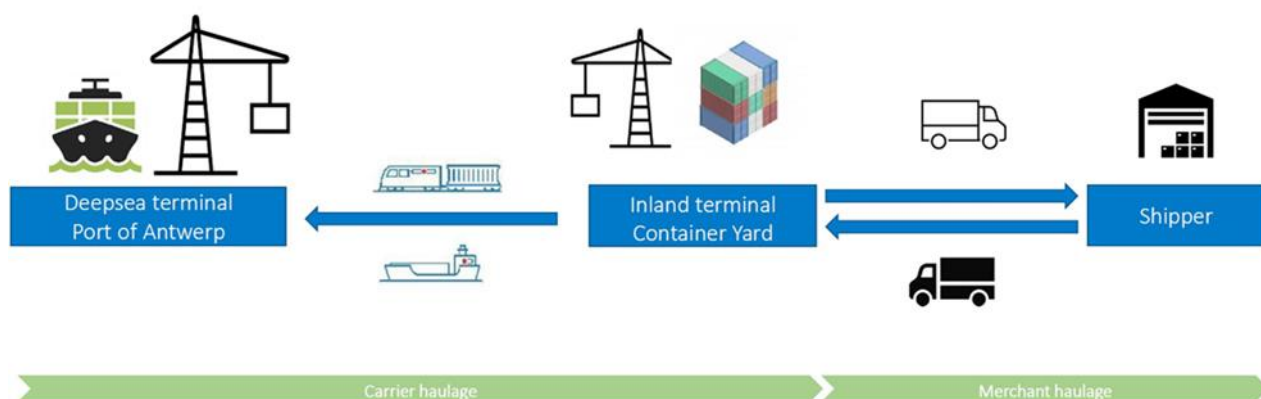 Deepsea terminal
Port of Antwerp
Inland terminal
Container Yard
Shipper
Carrier haulage
Merchant haulage